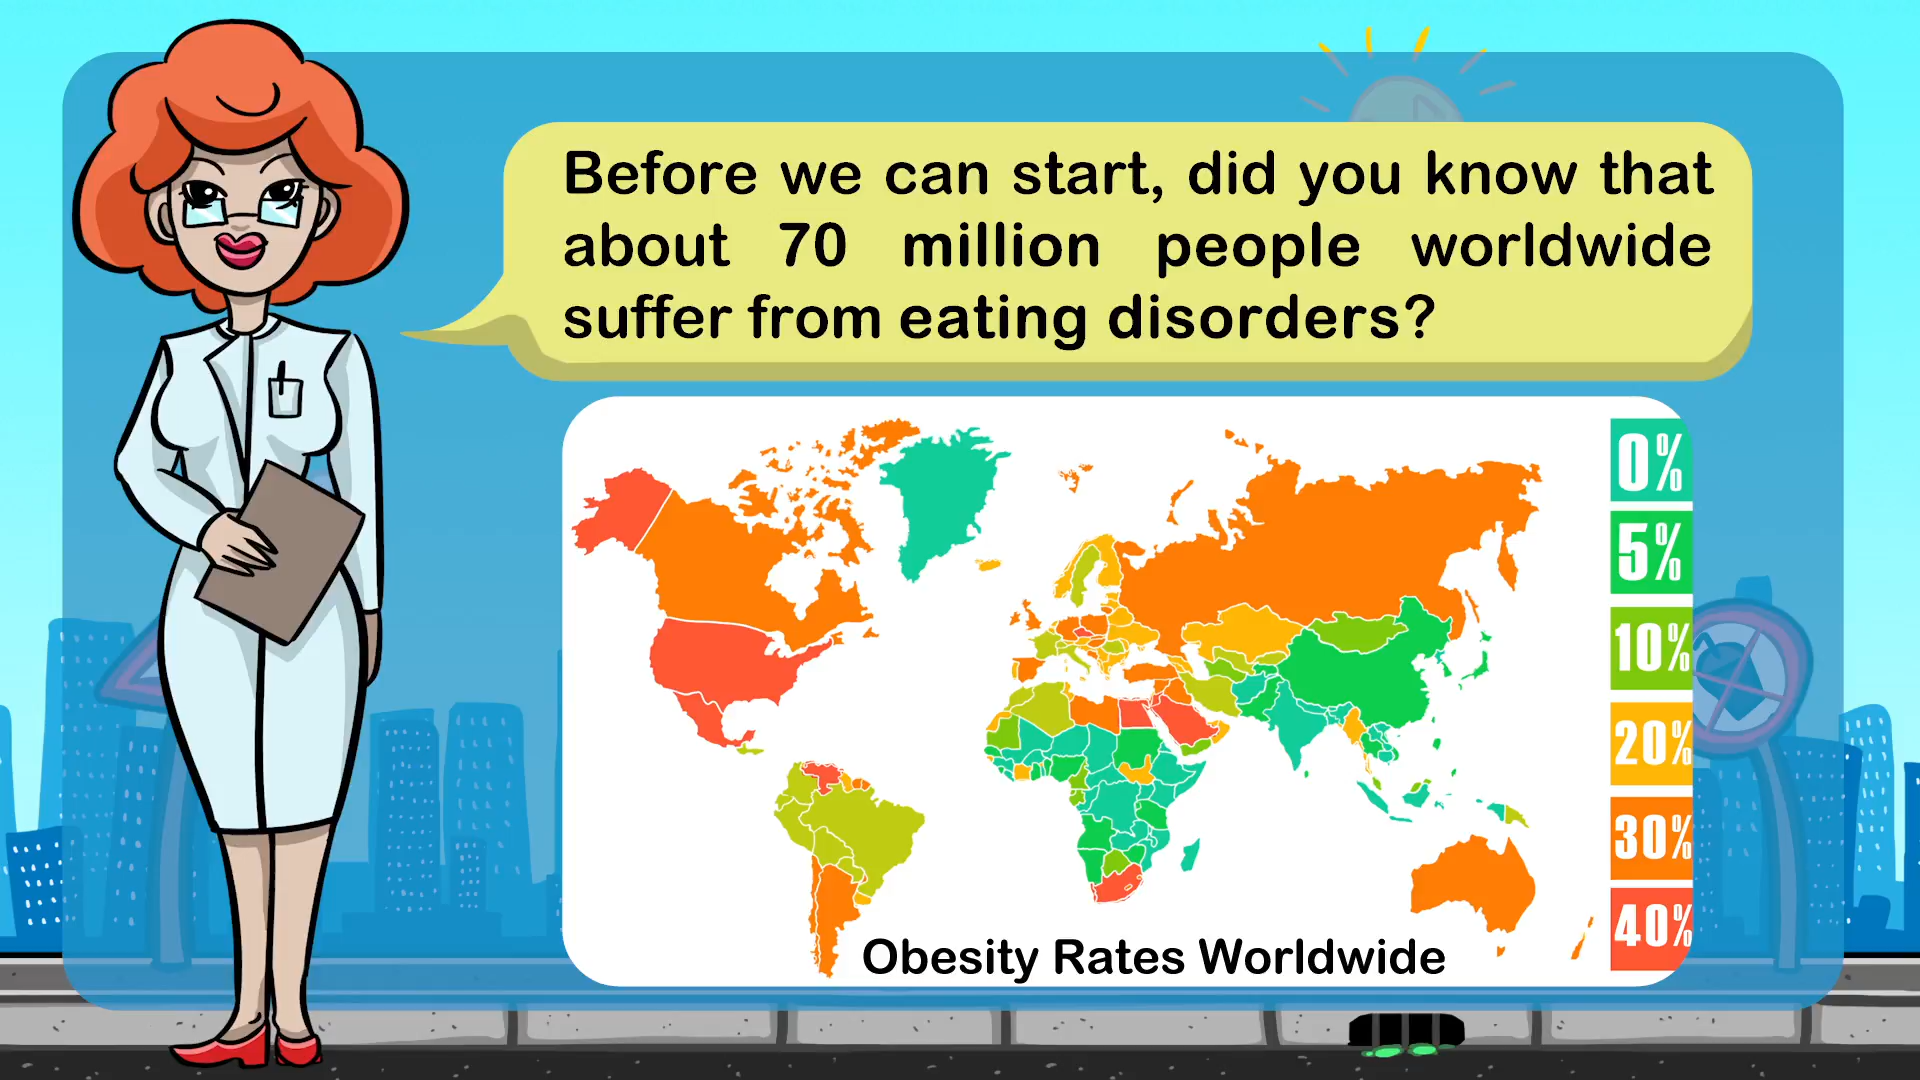 Before we can start, did you know that
about 70 million people worldwide
suffer from eating disorders?
0%
5%
10%
20%
30%
40%
Obesity Rates Worldwide